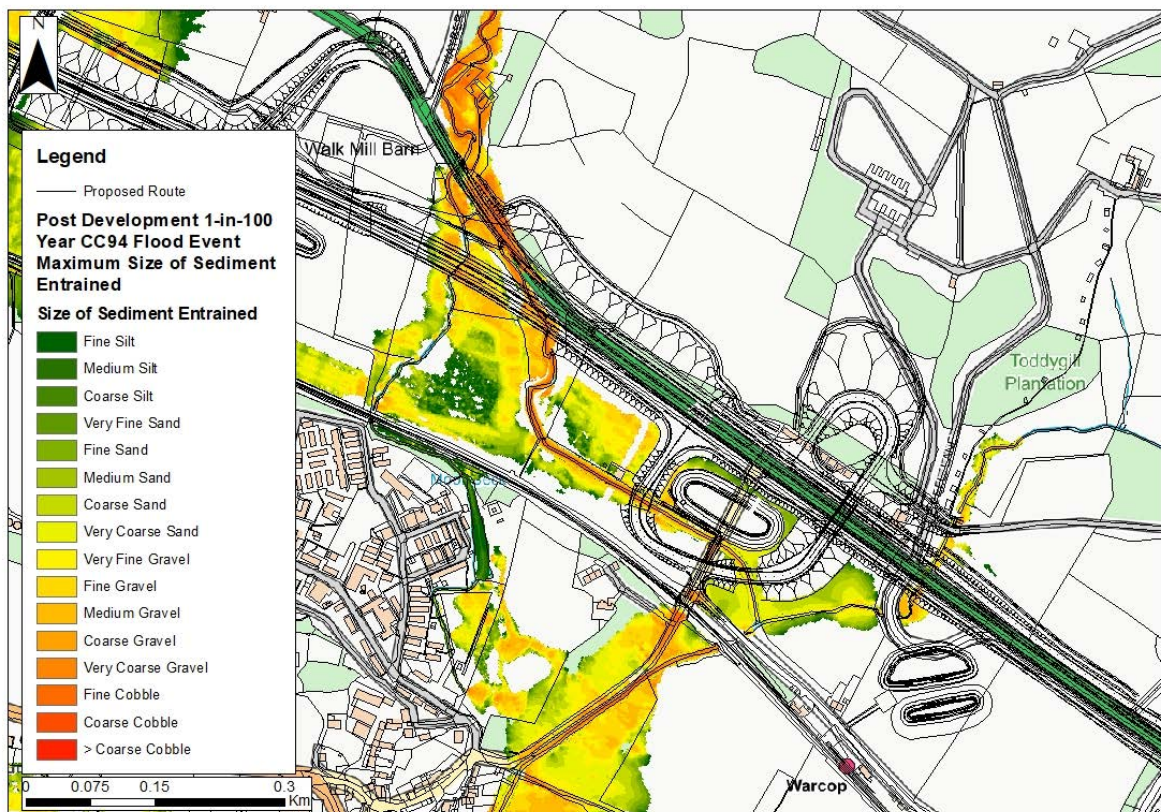 N
Walk Mill Barn
Legend
Proposed Route
Post Development 1-in-100
Year CC94 Flood Event
Maximum Size of Sediment
Entrained
Size of Sediment Entrained
Fine Silt
Medium Silt
Coarse Silt
Very Fine Sand
Fine Sand
Medium Sand
Coarse Sand
Very Coarse Sand
Very Fine Gravel
Fine Gravel
Medium Gravel
Coarse Gravel
Very Coarse Gravel
Fine Cobble
Coarse Cobble
> Coarse Cobble
Toddygill
Plantation
Warcop
0 0.075 0.15 0.3
Km